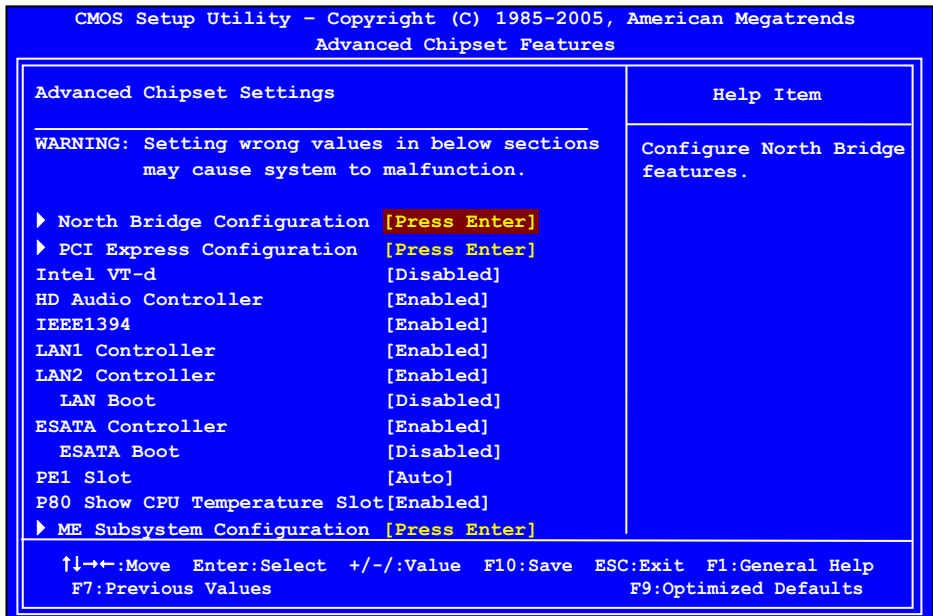 CMOS Setup Utility – Copyright (C) 1985-2005, American Megatrends
Advanced Chipset Features
Advanced Chipset Settings
Help Item
WARNING: Setting wrong values in below sections
may cause system to malfunction.
Configure North Bridge
features.
North Bridge Configuration [Press Enter]
PCI Express Configuration [Press Enter]
Intel VT-d [Disabled]
HD Audio Controller [Enabled]
IEEE1394 [Enabled]
LAN1 Controller [Enabled]
LAN2 Controller [Enabled]
LAN Boot [Disabled]
ESATA Controller [Enabled]
ESATA Boot [Disabled]
PE1 Slot [Auto]
P80 Show CPU Temperature Slot[Enabled]
ME Subsystem Configuration [Press Enter]
↑↓→←:Move Enter:Select +/-/:Value F10:Save ESC:Exit F1:General Help
F7:Previous Values F9:Optimized Defaults